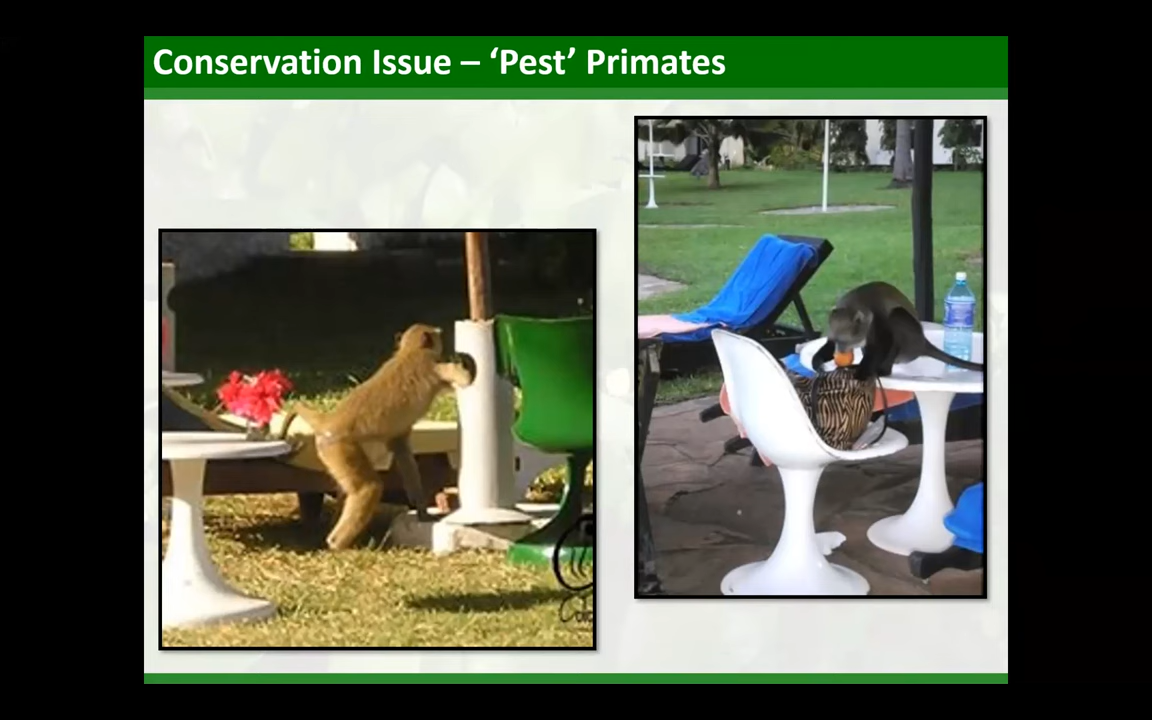 Conservation Issue – ‘Pest’ Primates